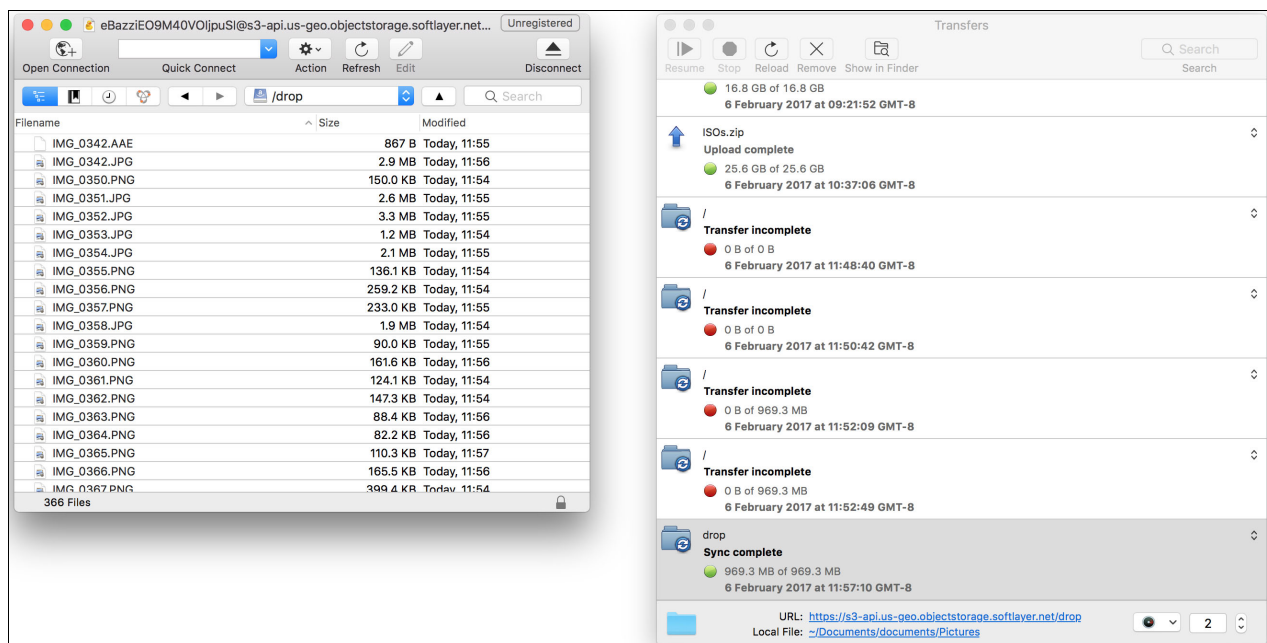 eBazziEO9M40VOIjpuSI@s3-api.us-geo.objectstorage.softlayer.net...
Unregistered
Open Connection Quick Connect Action Refresh Edit Disconnect
/drop Search
Filename Size Modified
IMG_0342.AAE 867 B Today, 11:55
IMG_0342.JPG 2.9 MB Today, 11:56
IMG_0350.PNG 150.0 KB Today, 11:54
IMG_0351.JPG 2.6 MB Today, 11:55
IMG_0352.JPG 3.3 MB Today, 11:55
IMG_0353.JPG 1.2 MB Today, 11:54
IMG_0354.JPG 2.1 MB Today, 11:55
IMG_0355.PNG 136.1 KB Today, 11:54
IMG_0356.PNG 259.2 KB Today, 11:54
IMG_0357.PNG 233.0 KB Today, 11:55
IMG_0358.JPG 1.9 MB Today, 11:54
IMG_0359.PNG 90.0 KB Today, 11:55
IMG_0360.PNG 161.6 KB Today, 11:56
IMG_0361.PNG 124.1 KB Today, 11:54
IMG_0362.PNG 147.3 KB Today, 11:54
IMG_0363.PNG 88.4 KB Today, 11:56
IMG_0364.PNG 82.2 KB Today, 11:56
IMG_0365.PNG 110.3 KB Today, 11:57
IMG_0366.PNG 165.5 KB Today, 11:56
IMG_0367.PNG 399.4 KB Today, 11:54
366 Files
Transfers
Search
Resume Stop Reload Remove Show in Finder Search
16.8 GB of 16.8 GB
6 February 2017 at 09:21:52 GMT-8
ISOs.zip
Upload complete
25.6 GB of 25.6 GB
6 February 2017 at 10:37:06 GMT-8
/
Transfer incomplete
0 B of 0 B
6 February 2017 at 11:48:40 GMT-8
/
Transfer incomplete
0 B of 0 B
6 February 2017 at 11:50:42 GMT-8
/
Transfer incomplete
0 B of 969.3 MB
6 February 2017 at 11:52:09 GMT-8
/
Transfer incomplete
0 B of 969.3 MB
6 February 2017 at 11:52:49 GMT-8
drop
Sync complete
969.3 MB of 969.3 MB
6 February 2017 at 11:57:10 GMT-8
URL: https://s3-api.us-geo.objectstorage.softlayer.net/drop
Local File: ~/Documents/documents/Pictures
2